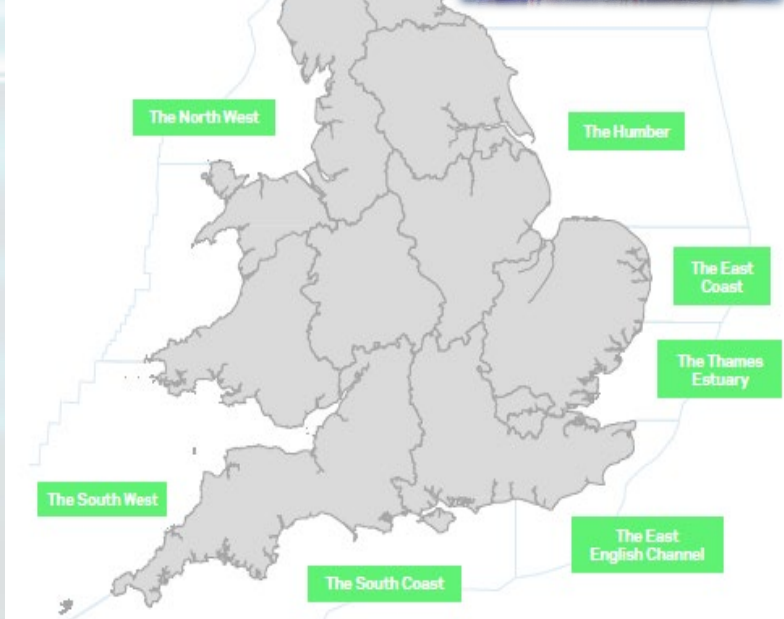 The North West
The Humber
The East
Coast
The Thames
Estuary
The South West
The East
English Channel
The South Coast